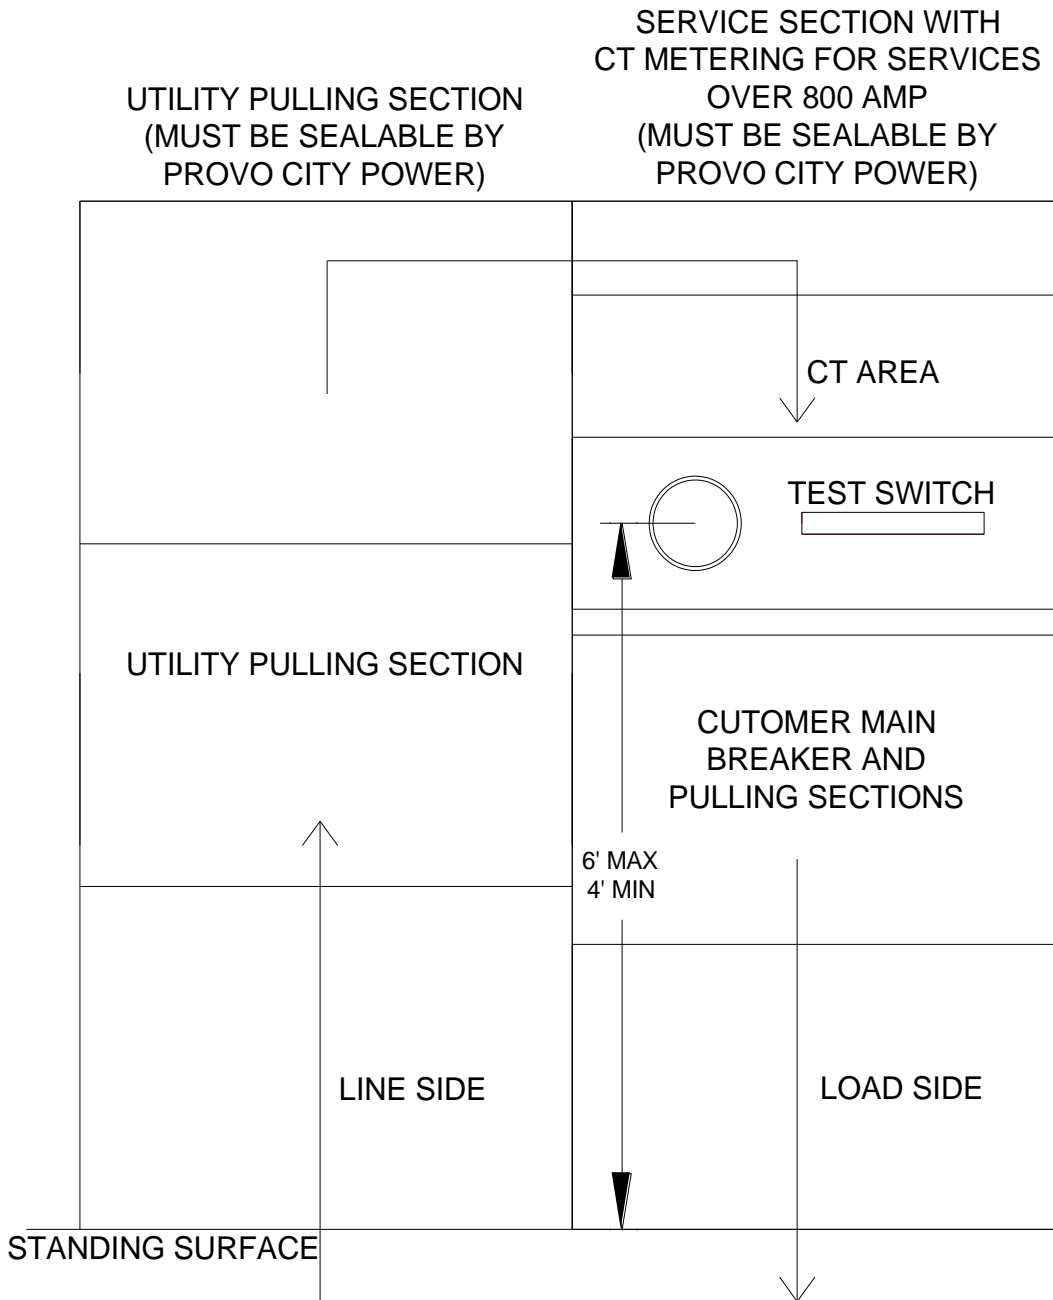 UTILITY PULLING SECTION
(MUST BE SEALABLE BY
PROVO CITY POWER)
SERVICE SECTION WITH
CT METERING FOR SERVICES
OVER 800 AMP
(MUST BE SEALABLE BY
PROVO CITY POWER)
CT AREA
TEST SWITCH
UTILITY PULLING SECTION
CUTOMER MAIN
BREAKER AND
PULLING SECTIONS
6' MAX
4' MIN
LINE SIDE
LOAD SIDE
STANDING SURFACE